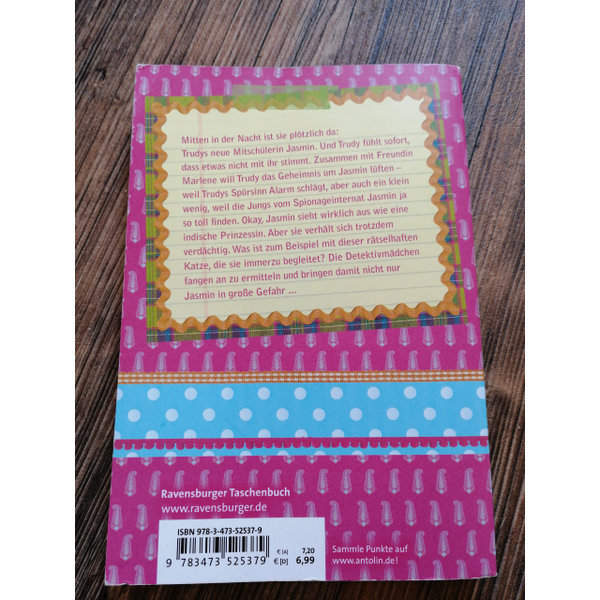 Mitten in der Nacht ist sie plötzlich da:
Trudys neue Mitschülerin Jasmin. Und Trudy fühlt sofort,
dass etwas nicht mit ihr stimmt. Zusammen mit Freundin
Marlene will Trudy das Geheimnis um Jasmin lüften –
weil Trudys Spürsinn Alarm schlägt, aber auch ein klein
wenig, weil die Jungs vom Spionageinternat Jasmin ja
so toll finden. Okay, Jasmin sieht wirklich aus wie eine
indische Prinzessin. Aber sie verhält sich trotzdem
verdächtig. Was ist zum Beispiel mit dieser rätselhaften
Katze, die sie immerzu begleitet? Die Detektivmädchen
fangen an zu ermitteln und bringen damit nicht nur
Jasmin in große Gefahr ...
Ravensburger Taschenbuch
www.ravensburger.de
ISBN 978-3-473-52537-9
€ [A] 7,20
€ [D] 6,99
9 783473 525379
Sammle Punkte auf
www.antolin.de!